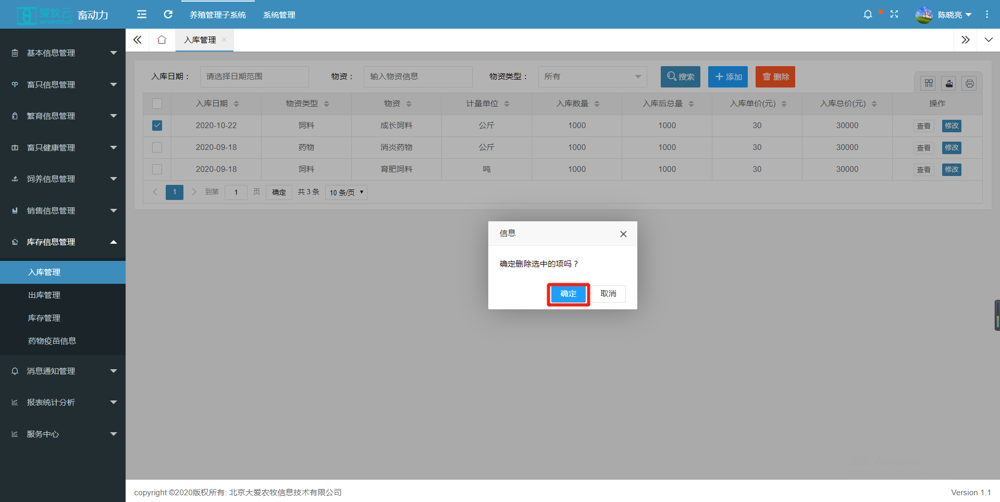 爱牧云
aimarcloud
畜动力
养殖管理子系统
系统管理
陈晓亮
基本信息管理
畜只信息管理
繁育信息管理
畜只健康管理
饲养信息管理
销售信息管理
库存信息管理
入库管理
出库管理
库存管理
药物疫苗信息
消息通知管理
报表统计分析
服务中心
入库管理
入库日期： 请选择日期范围 物资： 输入物资信息 物资类型： 所有 搜索 添加 删除
入库日期 物资类型 物资 计量单位 入库数量 入库后总量 入库单价(元) 入库总价(元) 操作
2020-10-22 饲料 成长饲料 公斤 1000 1000 30 30000 查看 修改
2020-09-18 药物 消炎药物 公斤 1000 1000 30 30000 查看 修改
2020-09-18 饲料 育肥饲料 吨 1000 1000 30 30000 查看 修改
1 到第 1 页 确定 共 3 条 10 条/页
信息
确定删除选中的项吗？
确定 取消
copyright ©2020版权所有: 北京大爱农牧信息技术有限公司
Version 1.1